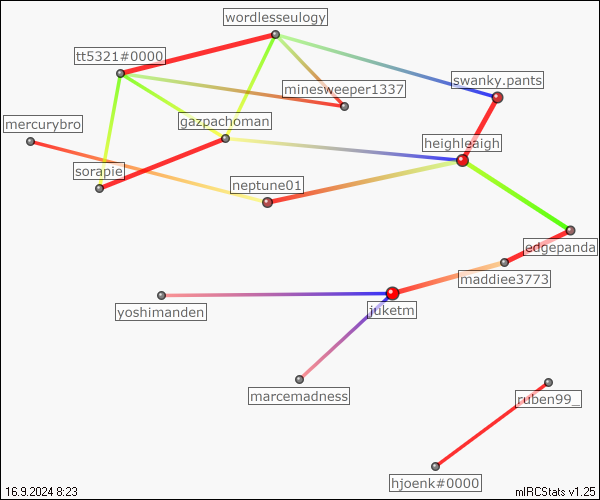 wordlesseulogy
tt5321#0000
swanky.pants
minesweeper1337
mercurybro
gazpachoman
heighleaigh
sorapie
neptune01
edgepanda
maddiee3773
yoshimanden
juketm
marcemadness
ruben99_
hjoenk#0000
16.9.2024 8:23
mIRCStats v1.25